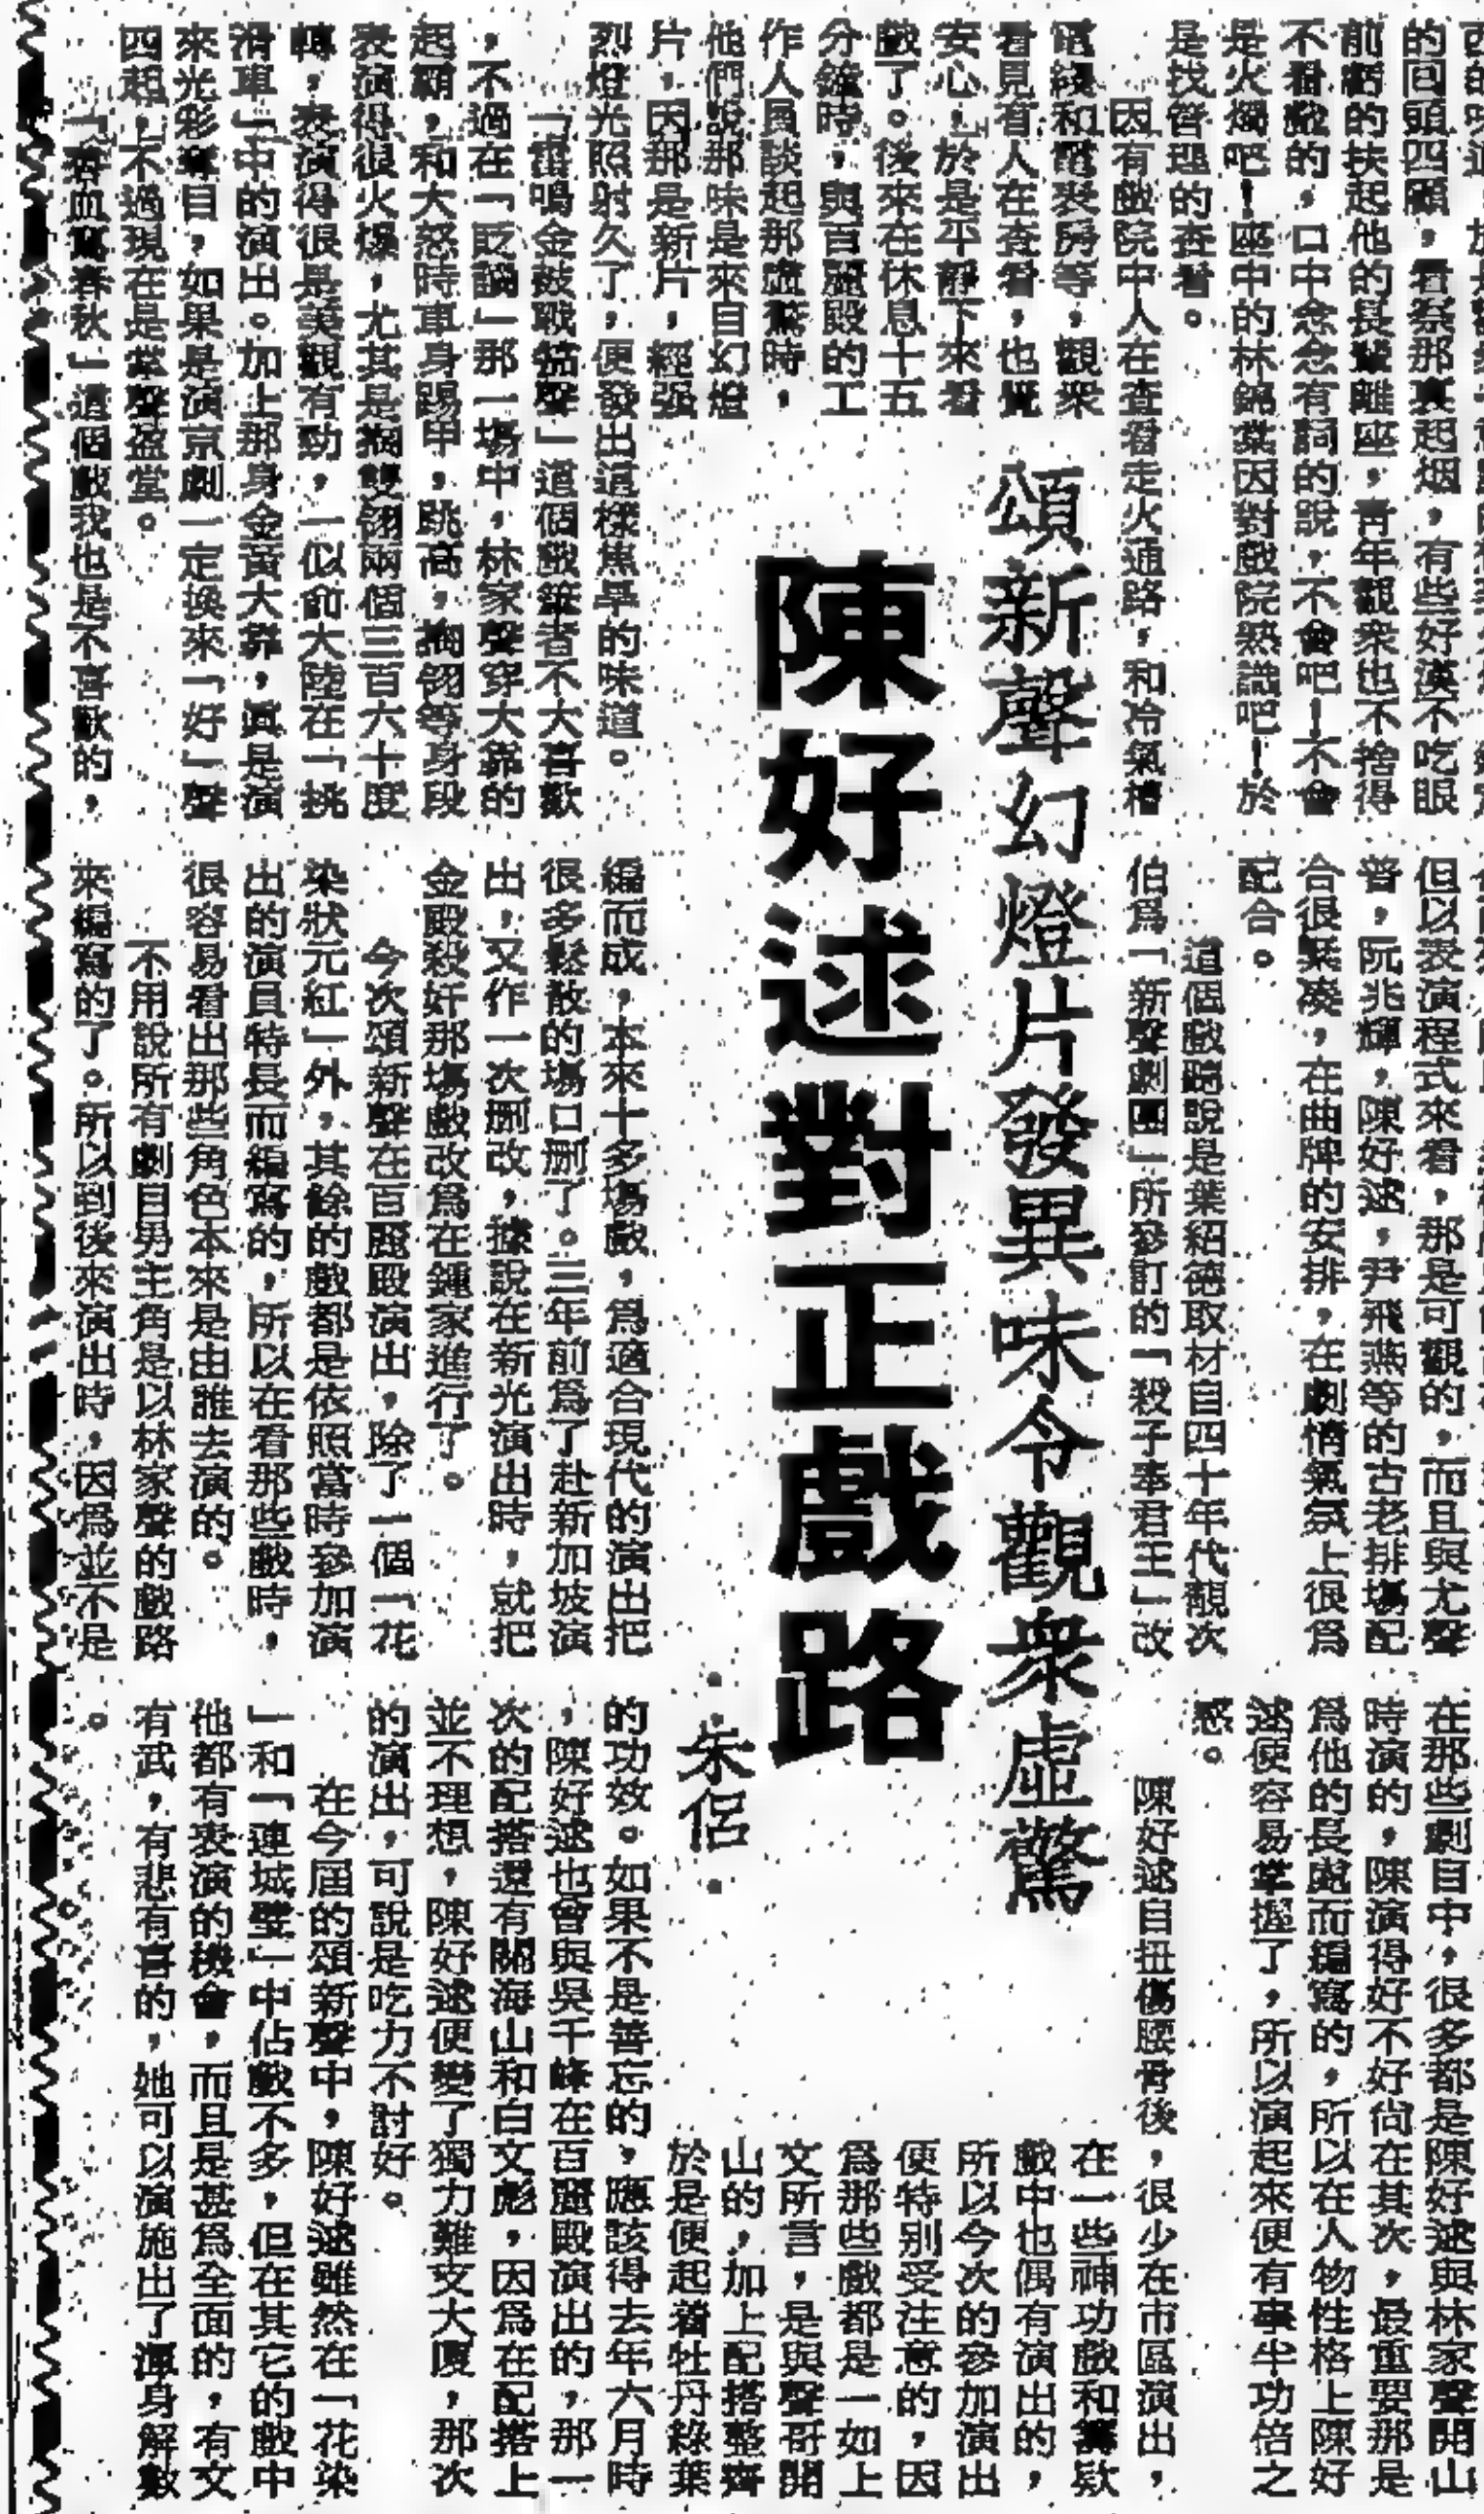 頌新聲幻燈片發異味令觀衆虛驚
陳好逑對正戲路
·朱侶·
的回頭四顧，看察那裏起烟，有些好漢不吃眼
前虧的扶起他的長輩離座，青年觀衆也不捨得
不看戲的，口中念念有詞的說，不會吧！不會
是火燭吧！座中的林錦棠因對戲院熟識吧！於
是找管理的查看。
因有戲院中人在查看走火通路，和冷氣槽
電綫和電房等，觀衆
看見有人在查看，也覺
安心，於是平靜下來看
戲了。後來在休息十五
分鐘時，與百麗殿的工
作人員談起那虛驚時，
他們說那味是來自幻燈
片，因那是新片，經強
烈燈光照射久了，便發出這樣焦旱的味道。
「雷鳴金鼓戰笳聲」這個戲筆者不大喜歡
，不過在「貶謫」那一場中，林家聲穿大靠的
起霸，和大怒時車身踢甲，跳高，掬翎等身段
表演得很火爆，尤其是掬雙翎兩個三百六十度
轉，表演得很是美觀有勁，一似前大陸在「挑
滑車」中的演出。加上那身金黃大靠，眞是演
來光彩奪目，如果是演京劇一定換來「好」聲
四起，不過現在是掌聲盈堂。
「碧血寫春秋」這個戲我也是不喜歡的，
但以表演程式來看，那是可觀的，而且與尤聲
普，阮兆輝，陳好逑，尹飛燕等的古老排塲配
合很緊凑，在曲牌的安排，在劇情氣氛上很爲
配合。
這個戲聽說是葉紹德取材自四十年代靚次
伯爲「新聲劇團」所參訂的「殺子奉君王」改
編而成，本來十多塲戲，爲適合現代的演出把
很多鬆散的塲口刪了。三年前爲了赴新加坡演
出，又作一次刪改，據說在新光演出時，就把
金殿殺奸那塲戲改爲在鍾家進行了。
今次頌新聲在百麗殿演出，除了一個「花
染狀元紅」外，其餘的戲都是依照當時參加演
出的演員特長而編寫的，所以在看那些戲時，
很容易看出那些角色本來是由誰去演的。
不用說所有劇目男主角是以林家聲的戲路
來編寫的了。所以到後來演出時，因爲並不是
在那些劇目中，很多都是陳好逑與林家聲開山
時演的，陳演得好不好尚在其次，最重要那是
爲他的長處而編寫的，所以在人物性格上陳好
逑便容易掌握了，所以演起來便有事半功倍之
感。
陳好逑自扭傷腰骨後，很少在市區演出，
在一些神功戲和籌欵
戲中也偶有演出的，
所以今次的參加演出
便特別受注意的，因
爲那些戲都是一如上
文所言，是與聲哥開
山的，加上配搭整齊
於是便起着牡丹綠葉
的功效。如果不是善忘的，應該得去年六月時
，陳好逑也曾與吳千峰在百麗殿演出的，那一
次的配搭還有關海山和白文彪，因爲在配搭上
並不理想，陳好逑便變了獨力難支大厦，那次
的演出，可說是吃力不討好。
在今屆的頌新聲中，陳好逑雖然在「花染
」和「連城璧」中佔戲不多，但在其它的戲中
他都有表演的機會，而且是甚爲全面的，有文
有武，有悲有喜的，她可以演施出了渾身解數
。